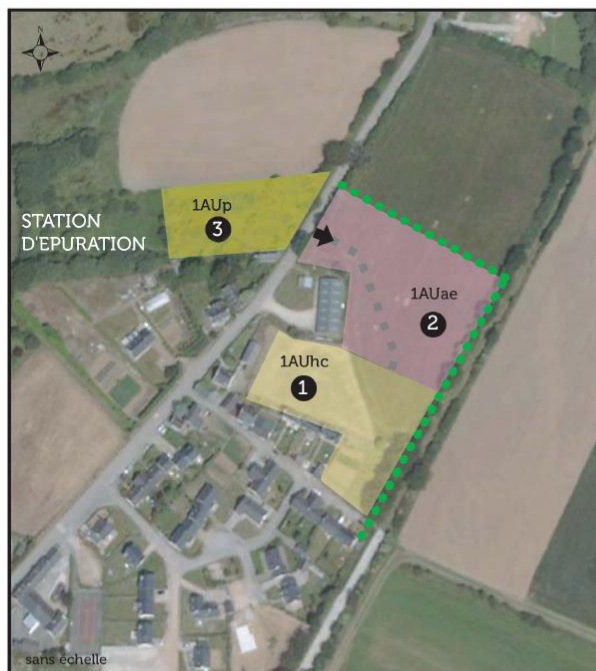 N
1AUp
3
STATION
D'EPURATION
1AUae
2
1AUhc
1
sans échelle